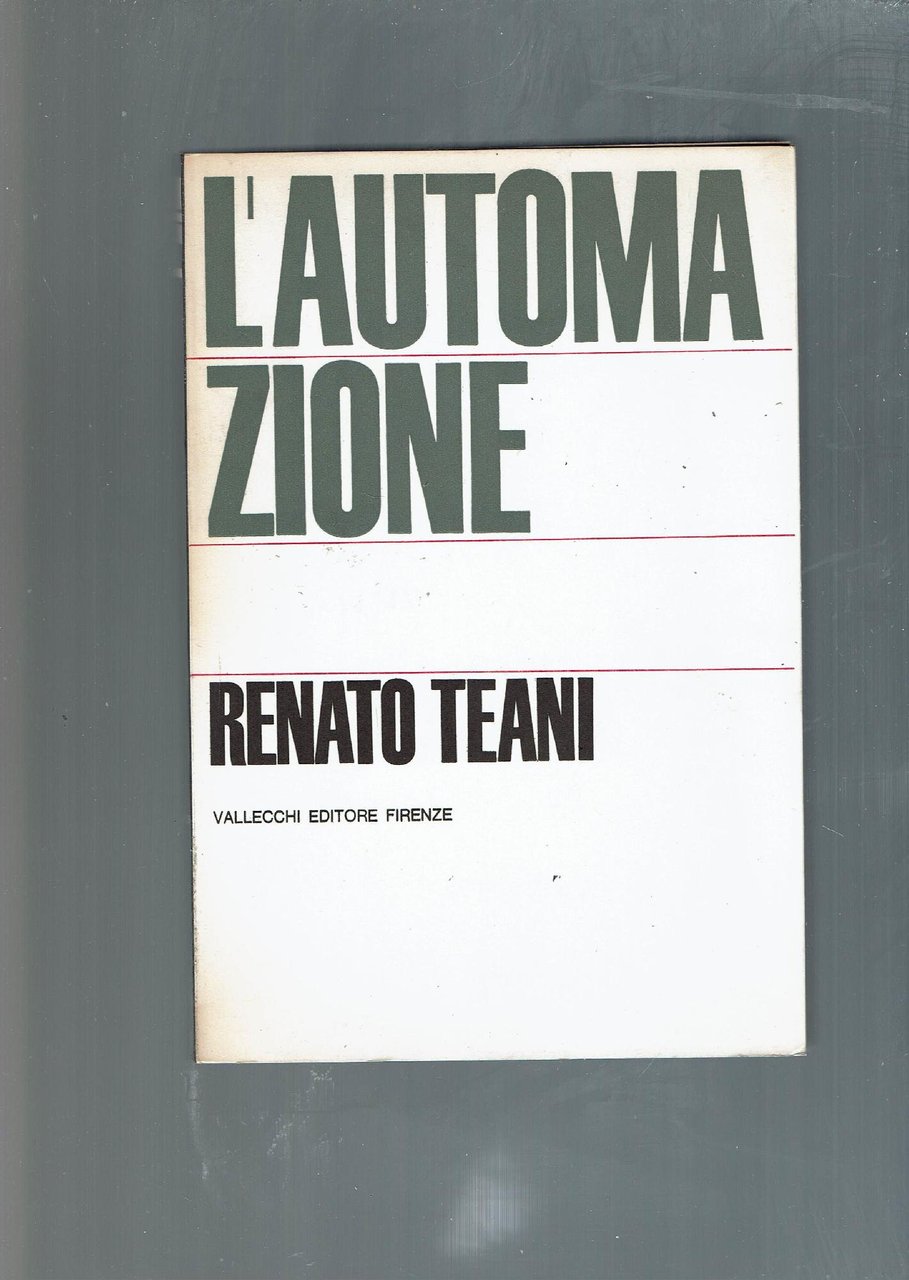 L'AUTOMA
ZIONE
RENATO TEANI
VALLECCHI EDITORE FIRENZE